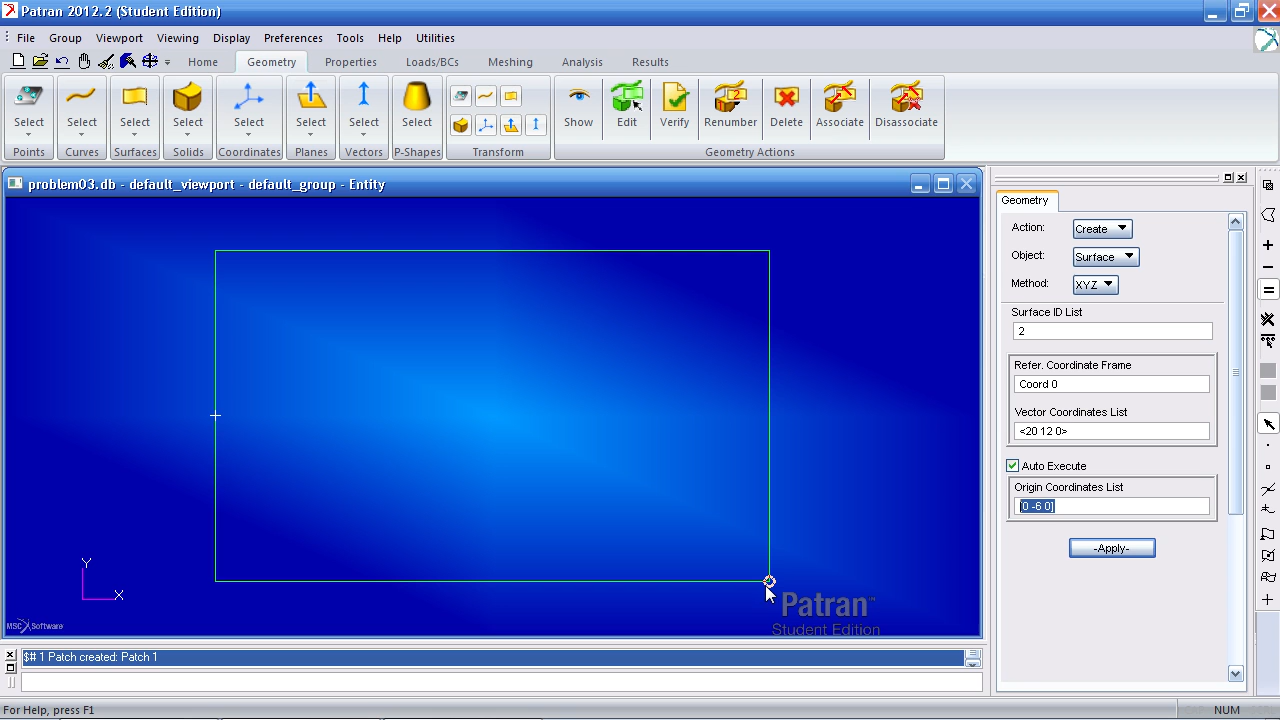 Patran 2012.2 (Student Edition)
File Group Viewport Viewing Display Preferences Tools Help Utilities
Home Geometry Properties Loads/BCs Meshing Analysis Results
Select Select Select Select Select Select Select Select Show Edit Verify Renumber Delete Associate Disassociate
Points Curves Surfaces Solids Coordinates Planes Vectors P-Shapes Transform Geometry Actions
problem03.db - default_viewport - default_group - Entity
Geometry
Action: Create
Object: Surface
Method: XYZ
Surface ID List
2
Refer. Coordinate Frame
Coord 0
Vector Coordinates List
<20 12 0>
Auto Execute
Origin Coordinates List
[0 -6 0]
-Apply-
Y
X
MSC Software
Patran™
Student Edition
$# 1 Patch created: Patch 1
For Help, press F1
NUM